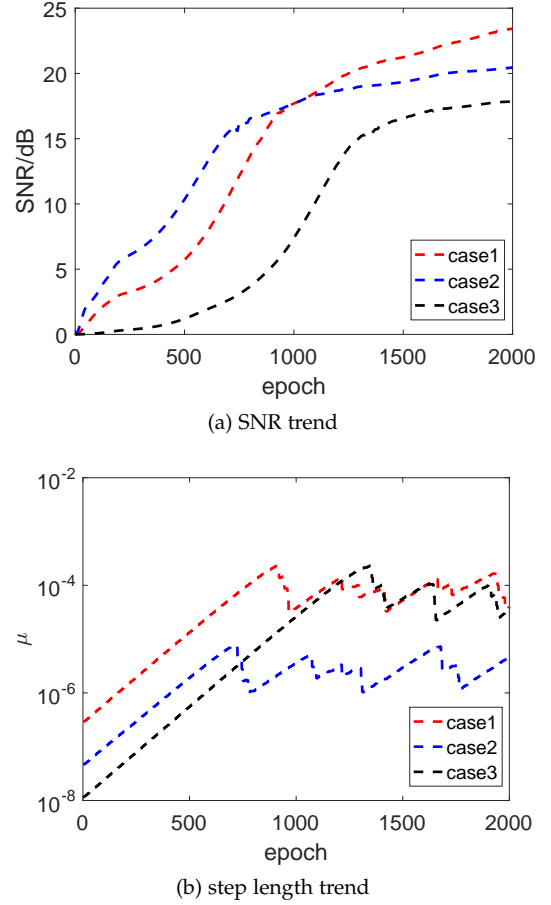 25
20
15
10
5
0
SNR/dB
case1
case2
case3
0 500 1000 1500 2000
epoch
(a) SNR trend
10⁻²
10⁻⁴
10⁻⁶
10⁻⁸
μ
case1
case2
case3
0 500 1000 1500 2000
epoch
(b) step length trend